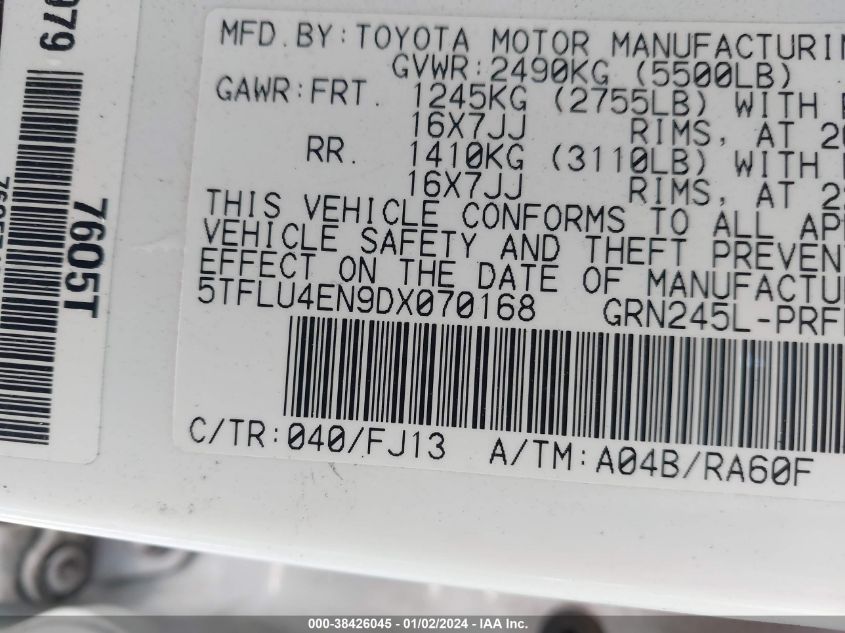 MFD.BY:TOYOTA MOTOR MANUFACTURIN
GVWR:2490KG (5500LB)
GAWR:FRT. 1245KG (2755LB) WITH
16X7JJ RIMS, AT
RR. 1410KG (3110LB) WITH
16X7JJ RIMS, AT
THIS VEHICLE CONFORMS TO ALL APP
VEHICLE SAFETY AND THEFT PREVENT
EFFECT ON THE DATE OF MANUFACTU
5TFLU4EN9DX070168 GRN245L-PRF
C/TR:040/FJ13 A/TM:A04B/RA60F
979
7605T
000-38426045 - 01/02/2024 - IAA Inc.